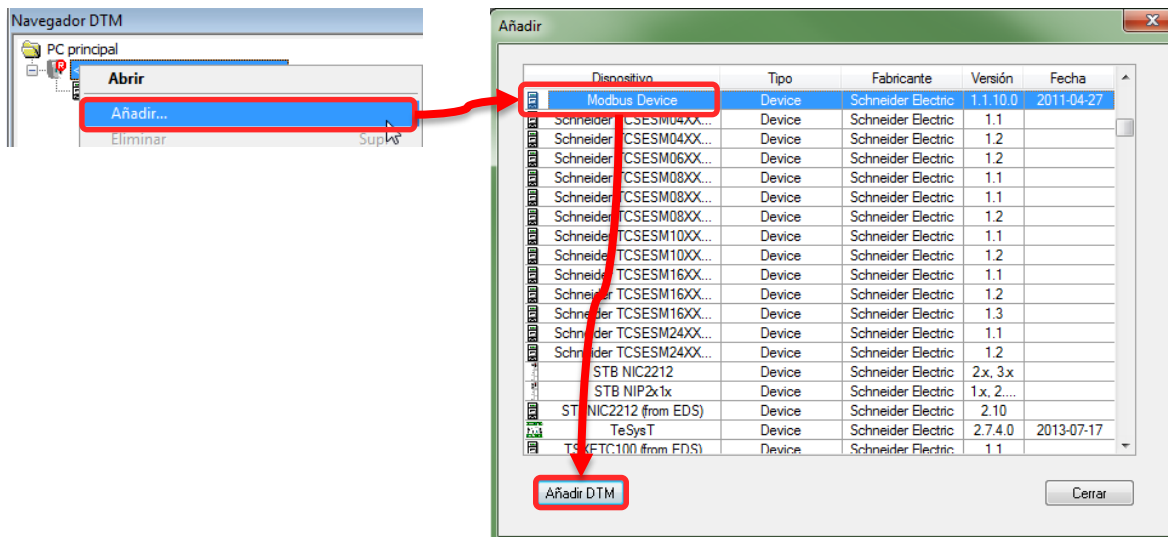 Navegador DTM
PC principal
Abrir
Añadir...
Eliminar Sup
Añadir
Dispositivo Tipo Fabricante Versión Fecha
Modbus Device Device Schneider Electric 1.1.10.0 2011-04-27
Schneider TCSESM04XX... Device Schneider Electric 1.1
Schneider TCSESM04XX... Device Schneider Electric 1.2
Schneider TCSESM06XX... Device Schneider Electric 1.2
Schneider TCSESM08XX... Device Schneider Electric 1.1
Schneider TCSESM08XX... Device Schneider Electric 1.1
Schneider TCSESM08XX... Device Schneider Electric 1.2
Schneider TCSESM10XX... Device Schneider Electric 1.1
Schneider TCSESM10XX... Device Schneider Electric 1.2
Schneider TCSESM16XX... Device Schneider Electric 1.1
Schneider TCSESM16XX... Device Schneider Electric 1.2
Schneider TCSESM16XX... Device Schneider Electric 1.3
Schneider TCSESM24XX... Device Schneider Electric 1.1
Schneider TCSESM24XX... Device Schneider Electric 1.2
STB NIC2212 Device Schneider Electric 2.x, 3.x
STB NIP2x1x Device Schneider Electric 1.x, 2....
STBNIC2212 (from EDS) Device Schneider Electric 2.10
TeSysT Device Schneider Electric 2.7.4.0 2013-07-17
TSXETC100 (from EDS) Device Schneider Electric 1.1
Añadir DTM
Cerrar